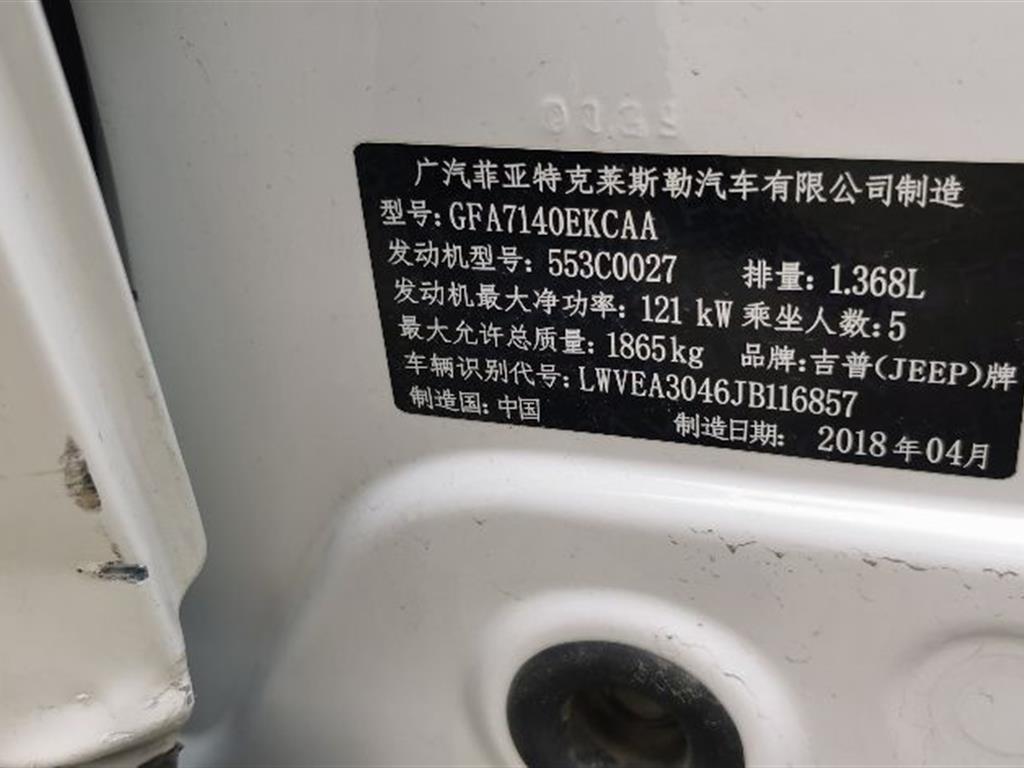 广汽菲亚特克莱斯勒汽车有限公司制造
型号:GFA7140EKCAA
发动机型号:553C0027 排量:1.368L
发动机最大净功率:121 kW 乘坐人数:5
最大允许总质量:1865kg 品牌:吉普(JEEP)牌
车辆识别代号:LWVEA3046JB116857
制造国:中国 制造日期: 2018年04月